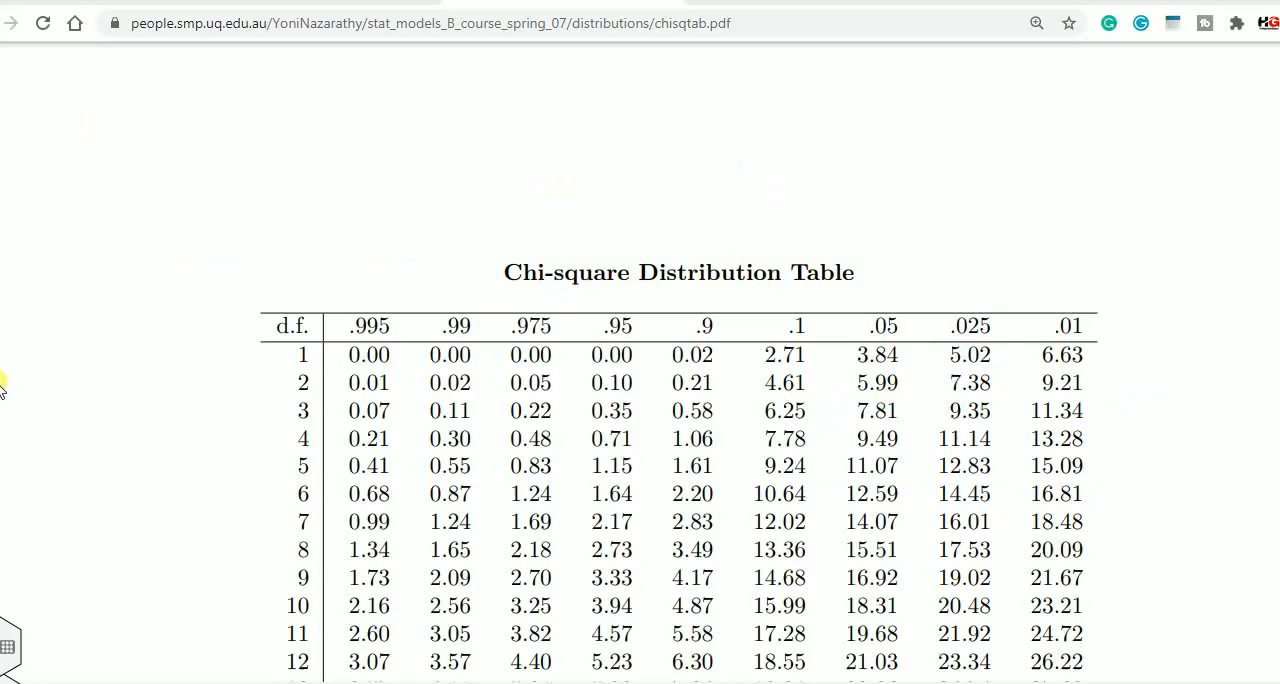 people.smp.uq.edu.au/YoniNazarathy/stat_models_B_course_spring_07/distributions/chisqtab.pdf
Chi-square Distribution Table
d.f. .995 .99 .975 .95 .9 .1 .05 .025 .01
1 0.00 0.00 0.00 0.00 0.02 2.71 3.84 5.02 6.63
2 0.01 0.02 0.05 0.10 0.21 4.61 5.99 7.38 9.21
3 0.07 0.11 0.22 0.35 0.58 6.25 7.81 9.35 11.34
4 0.21 0.30 0.48 0.71 1.06 7.78 9.49 11.14 13.28
5 0.41 0.55 0.83 1.15 1.61 9.24 11.07 12.83 15.09
6 0.68 0.87 1.24 1.64 2.20 10.64 12.59 14.45 16.81
7 0.99 1.24 1.69 2.17 2.83 12.02 14.07 16.01 18.48
8 1.34 1.65 2.18 2.73 3.49 13.36 15.51 17.53 20.09
9 1.73 2.09 2.70 3.33 4.17 14.68 16.92 19.02 21.67
10 2.16 2.56 3.25 3.94 4.87 15.99 18.31 20.48 23.21
11 2.60 3.05 3.82 4.57 5.58 17.28 19.68 21.92 24.72
12 3.07 3.57 4.40 5.23 6.30 18.55 21.03 23.34 26.22